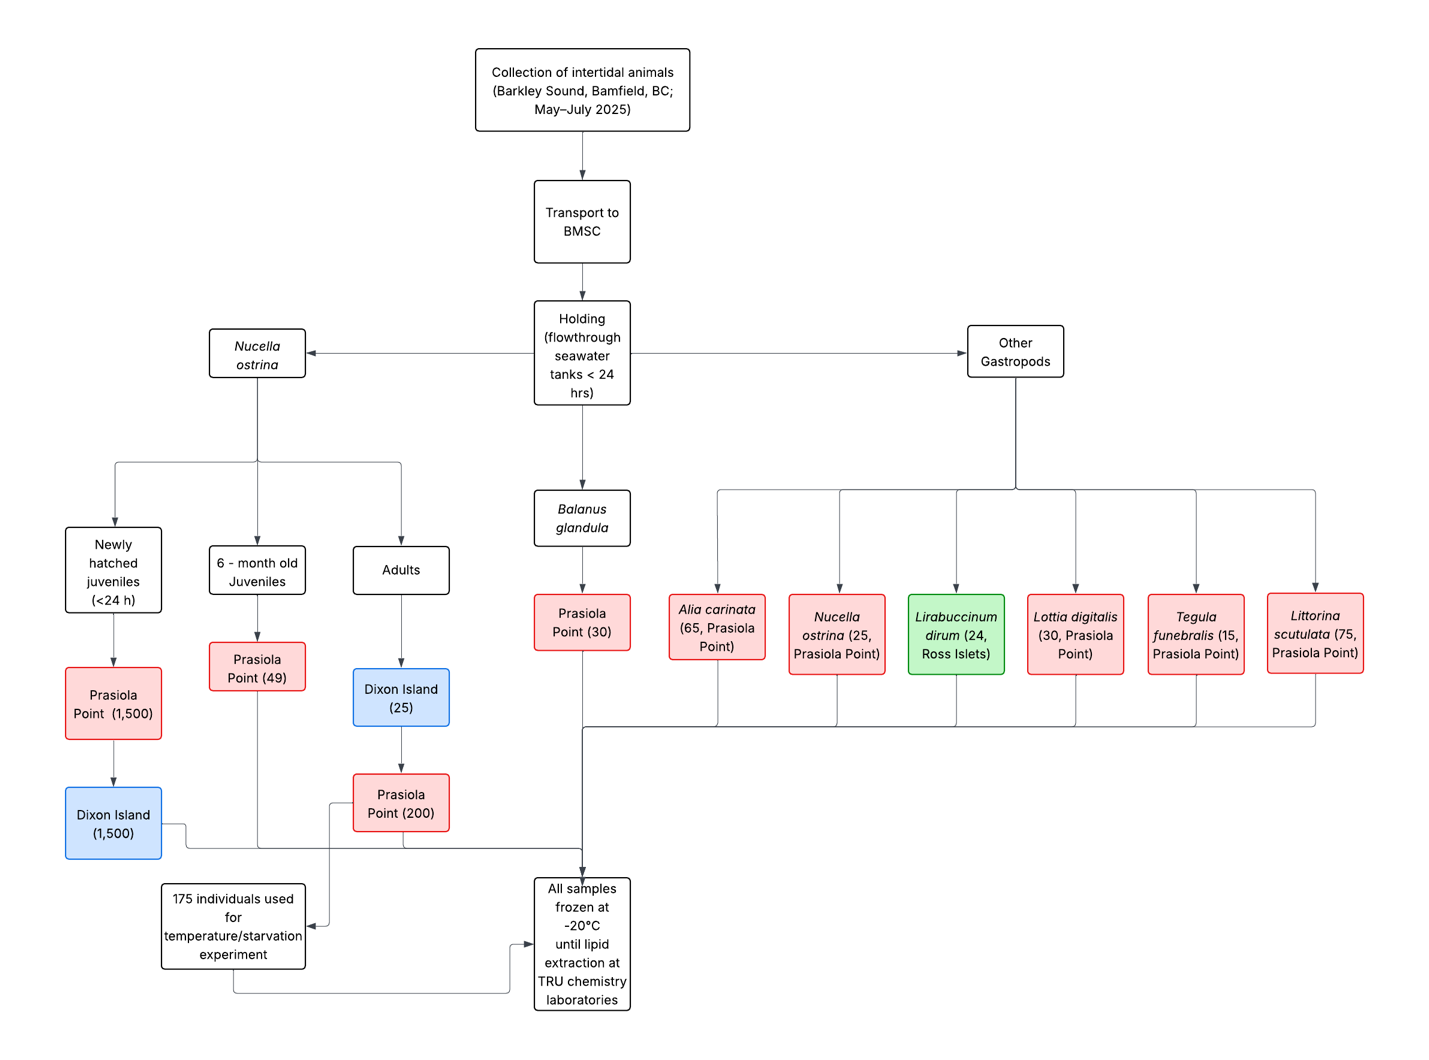 Collection of intertidal animals
(Barkley Sound, Bamfield, BC;
May–July 2025)
Transport to
BMSC
Holding
(flowthrough
seawater
tanks < 24
hrs)
Nucella
ostrina
Other
Gastropods
Balanus
glandula
Newly
hatched
juveniles
(<24 h)
6 - month old
Juveniles
Adults
Prasiola
Point (30)
Alia carinata
(65, Prasiola
Point)
Nucella
ostrina (25,
Prasiola Point)
Lirabuccinum
dirum (24,
Ross Islets)
Lottia digitalis
(30, Prasiola
Point)
Tegula
funebralis (15,
Prasiola Point)
Littorina
scutulata (75,
Prasiola Point)
Prasiola
Point (1,500)
Prasiola
Point (49)
Dixon Island
(25)
Dixon Island
(1,500)
Prasiola
Point (200)
175 individuals used
for
temperature/starvation
experiment
All samples
frozen at
-20°C
until lipid
extraction at
TRU chemistry
laboratories